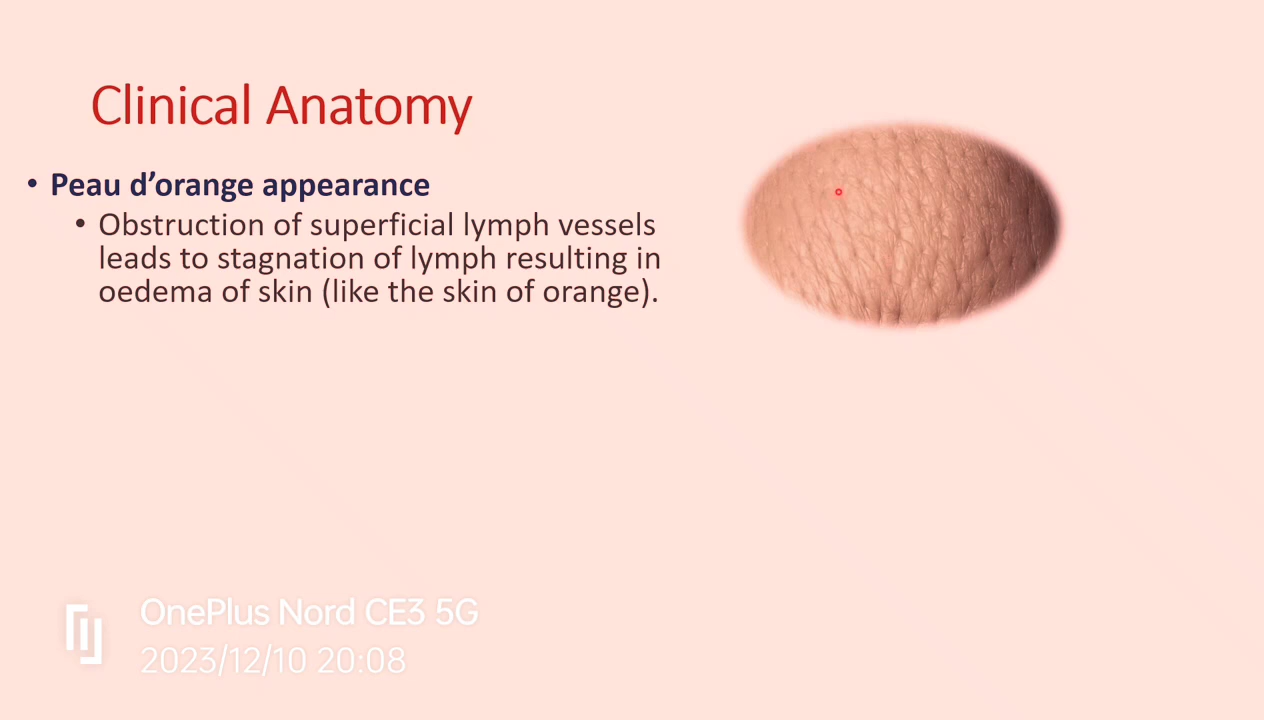 Clinical Anatomy
• Peau d’orange appearance
• Obstruction of superficial lymph vessels
leads to stagnation of lymph resulting in
oedema of skin (like the skin of orange).
OnePlus Nord CE3 5G
2023/12/10 20:08